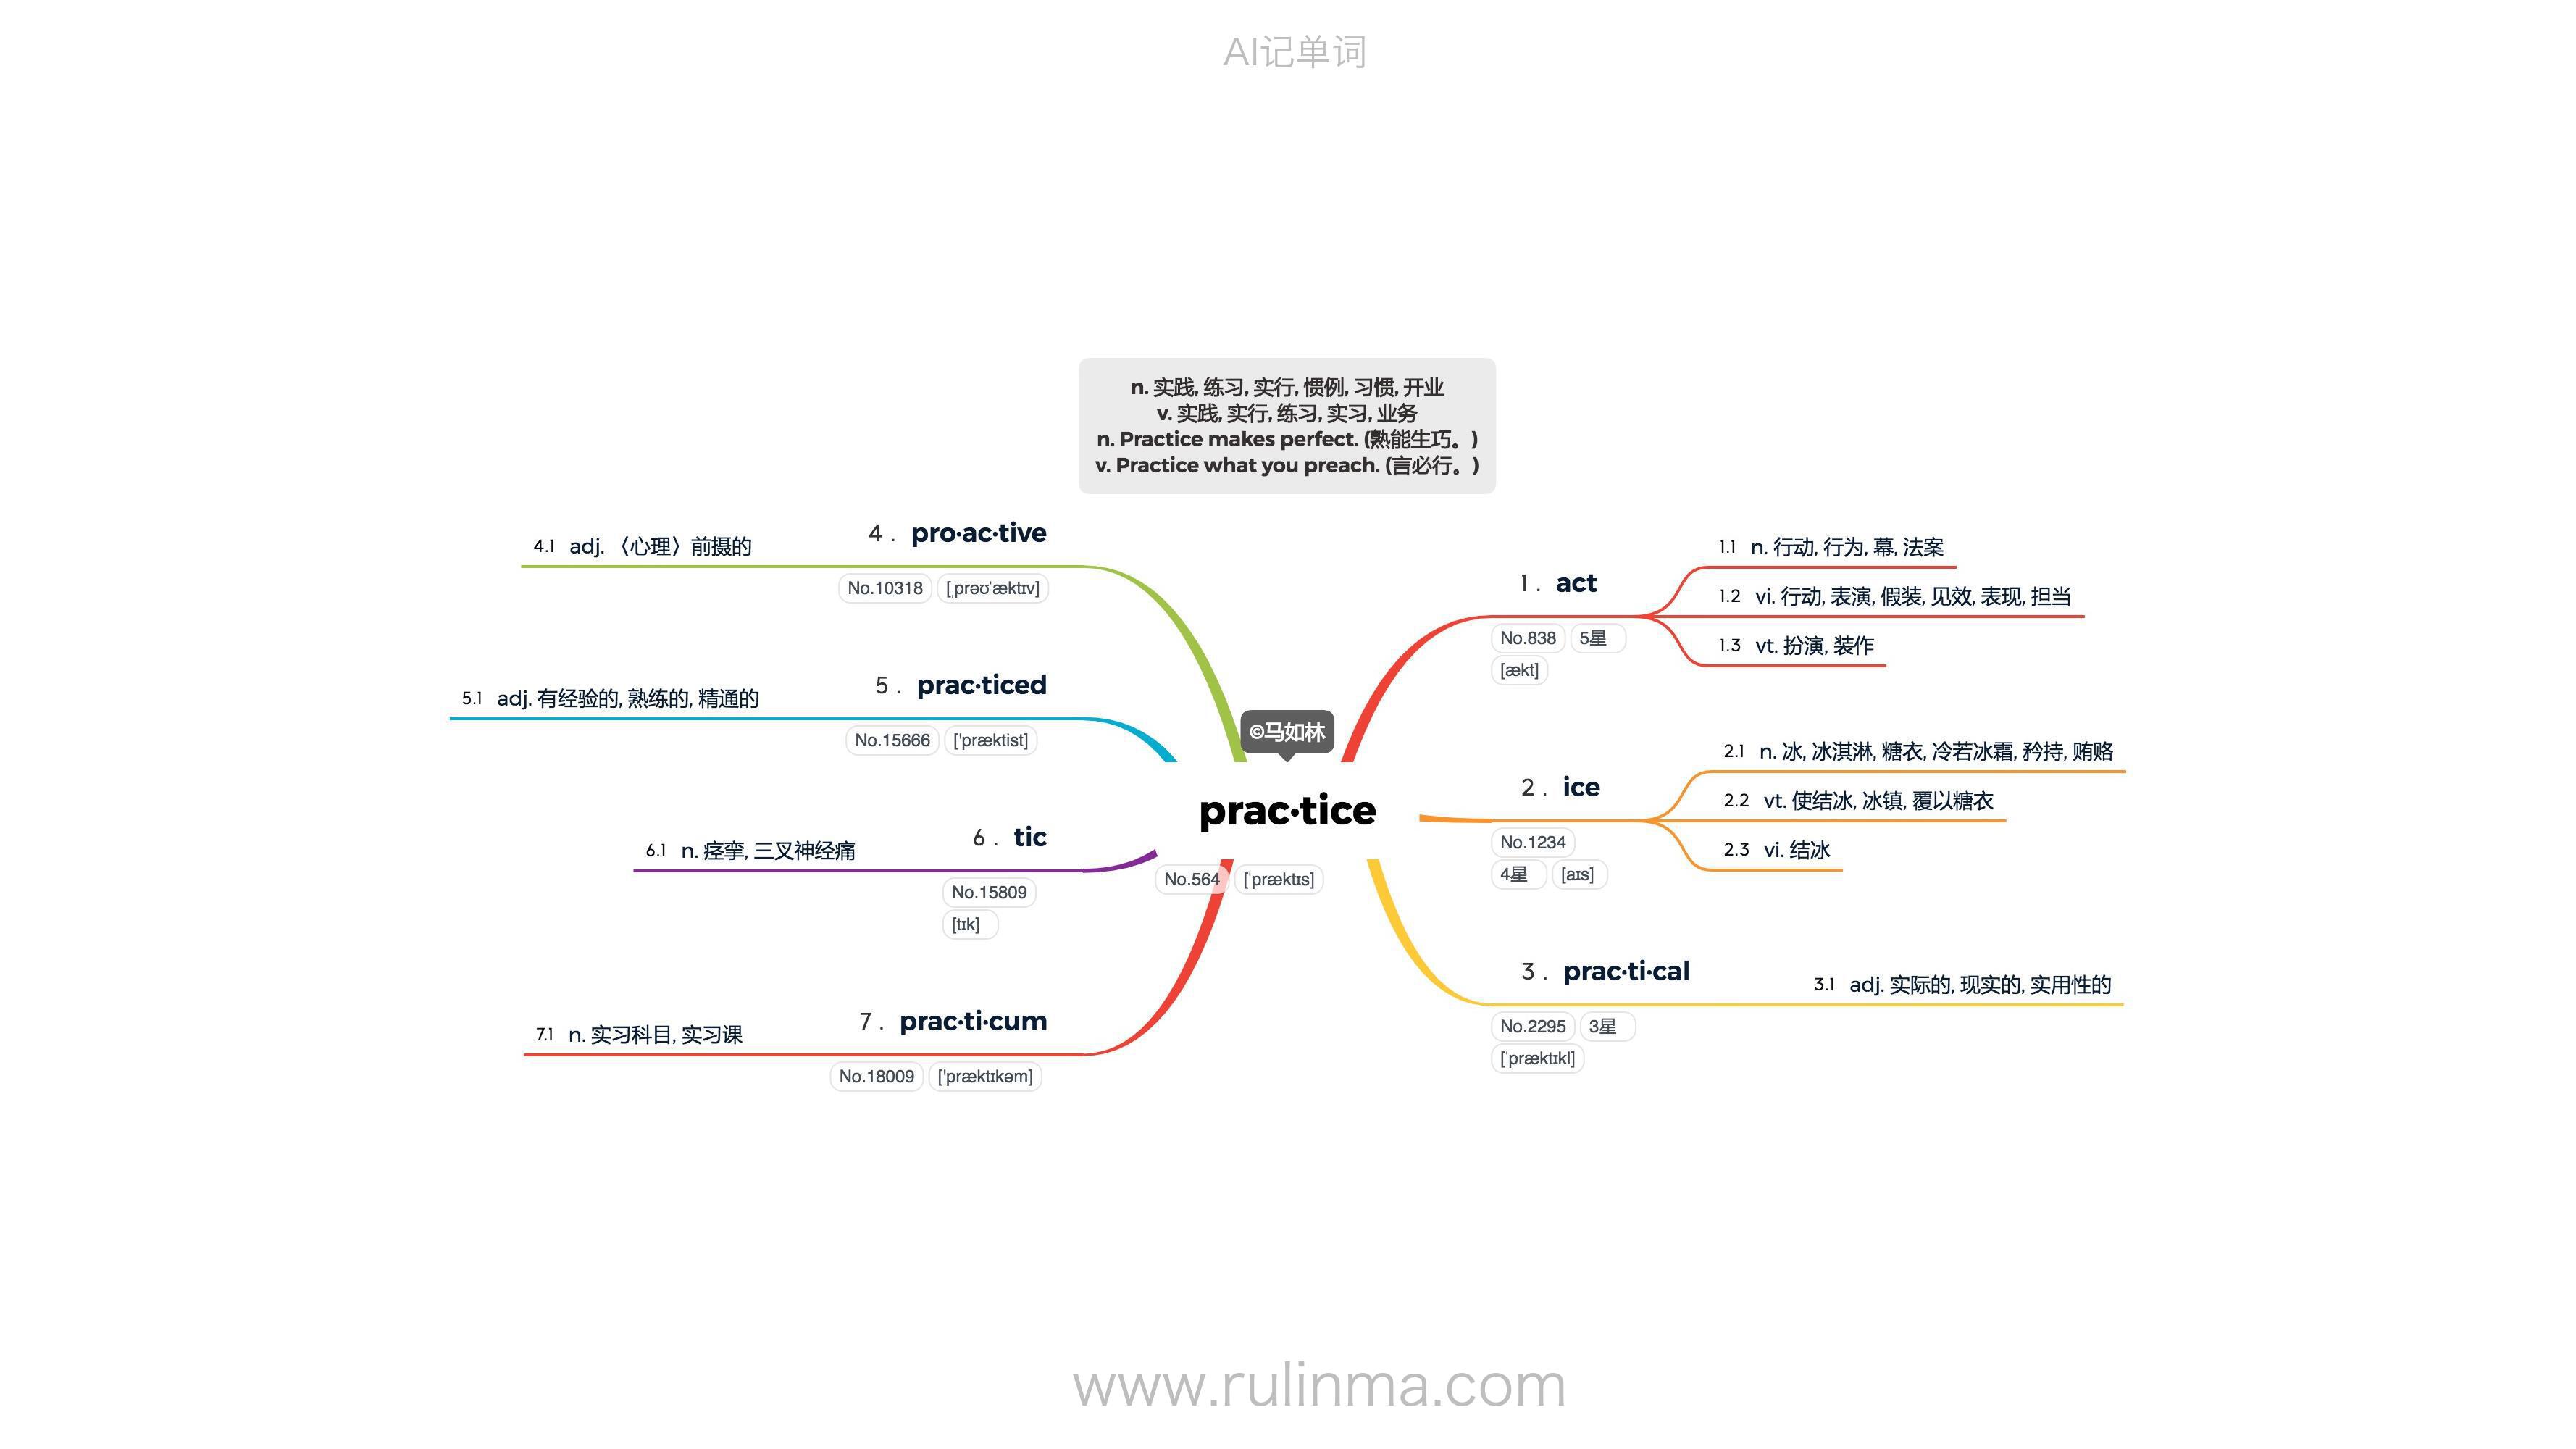 AI记单词
n. 实践, 练习, 实行, 惯例, 习惯, 开业
v. 实践, 实行, 练习, 实习, 业务
n. Practice makes perfect. (熟能生巧。)
v. Practice what you preach. (言必行。)
©马如林
prac·tice
No.564 [ˈpræktɪs]
1 . act
No.838 5星
[ækt]
1.1 n. 行动, 行为, 幕, 法案
1.2 vi. 行动, 表演, 假装, 见效, 表现, 担当
1.3 vt. 扮演, 装作
2 . ice
No.1234
4星 [aɪs]
2.1 n. 冰, 冰淇淋, 糖衣, 冷若冰霜, 矜持, 贿赂
2.2 vt. 使结冰, 冰镇, 覆以糖衣
2.3 vi. 结冰
3 . prac·ti·cal
No.2295 3星
[ˈpræktɪkl]
3.1 adj. 实际的, 现实的, 实用性的
4 . pro·ac·tive
No.10318 [ˌprəʊˈæktɪv]
4.1 adj. 〈心理〉前摄的
5 . prac·ticed
No.15666 ['præktist]
5.1 adj. 有经验的, 熟练的, 精通的
6 . tic
No.15809
[tɪk]
6.1 n. 痉挛, 三叉神经痛
7 . prac·ti·cum
No.18009 ['præktɪkəm]
7.1 n. 实习科目, 实习课
www.rulinma.com